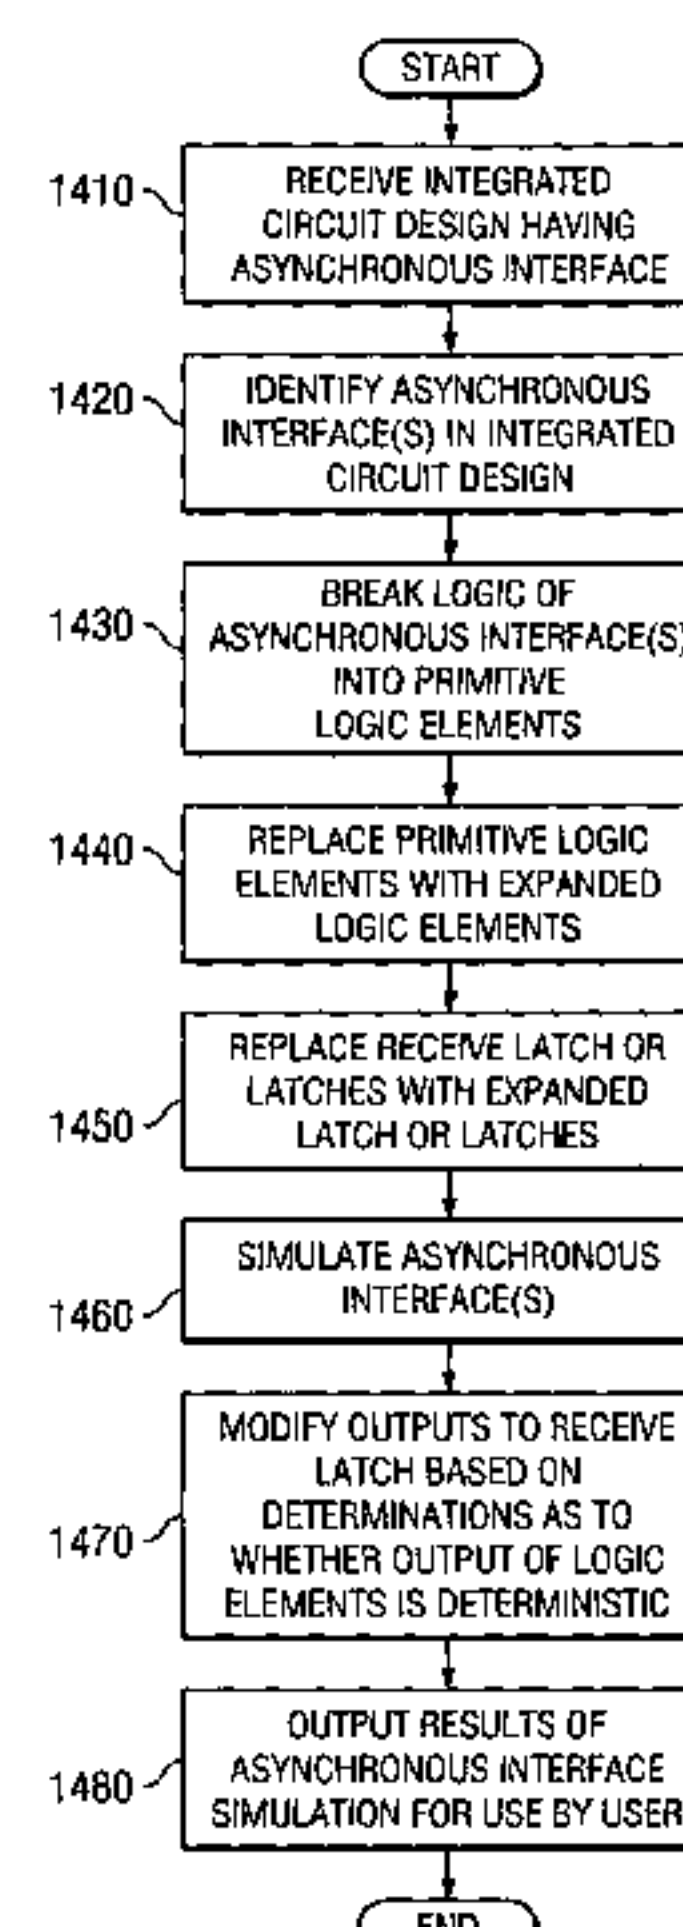 START
1410
RECEIVE INTEGRATED
CIRCUIT DESIGN HAVING
ASYNCHRONOUS INTERFACE
1420
IDENTIFY ASYNCHRONOUS
INTERFACE(S) IN INTEGRATED
CIRCUIT DESIGN
1430
BREAK LOGIC OF
ASYNCHRONOUS INTERFACE(S)
INTO PRIMITIVE
LOGIC ELEMENTS
1440
REPLACE PRIMITIVE LOGIC
ELEMENTS WITH EXPANDED
LOGIC ELEMENTS
1450
REPLACE RECEIVE LATCH OR
LATCHES WITH EXPANDED
LATCH OR LATCHES
1460
SIMULATE ASYNCHRONOUS
INTERFACE(S)
1470
MODIFY OUTPUTS TO RECEIVE
LATCH BASED ON
DETERMINATIONS AS TO
WHETHER OUTPUT OF LOGIC
ELEMENTS IS DETERMINISTIC
1480
OUTPUT RESULTS OF
ASYNCHRONOUS INTERFACE
SIMULATION FOR USE BY USER
END